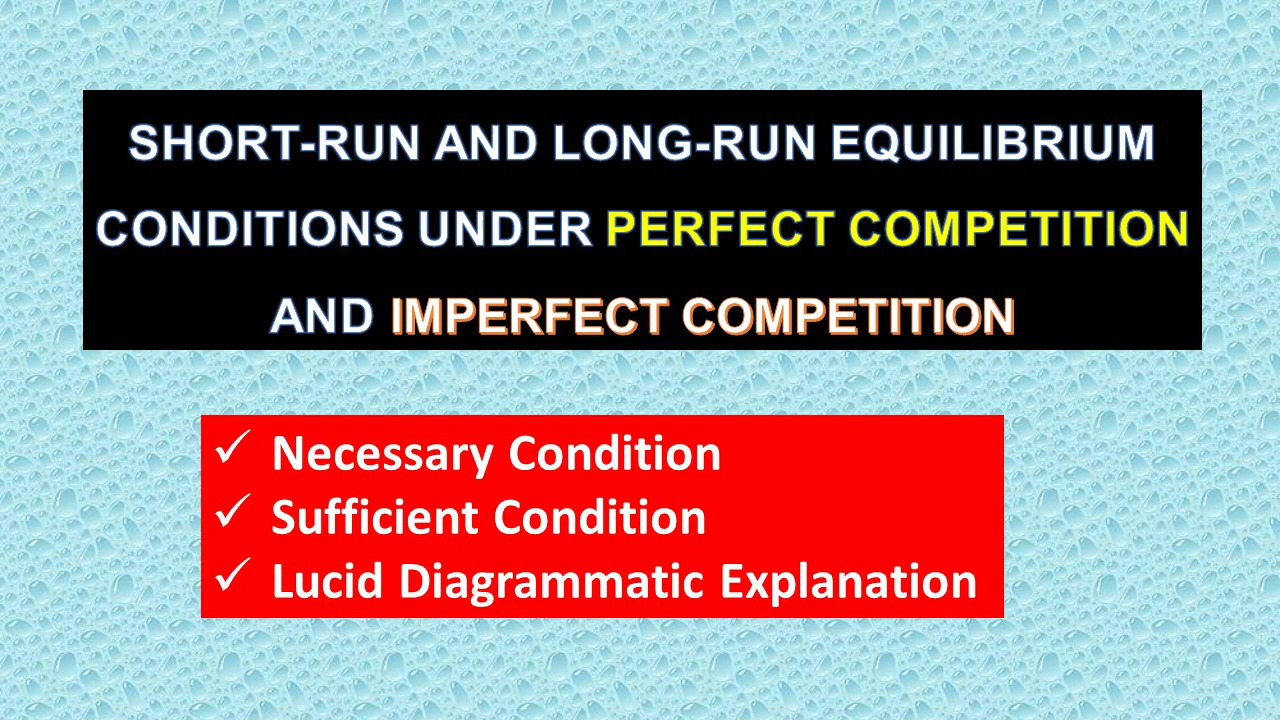 SHORT-RUN AND LONG-RUN EQUILIBRIUM
CONDITIONS UNDER PERFECT COMPETITION
AND IMPERFECT COMPETITION
✓ Necessary Condition
✓ Sufficient Condition
✓ Lucid Diagrammatic Explanation